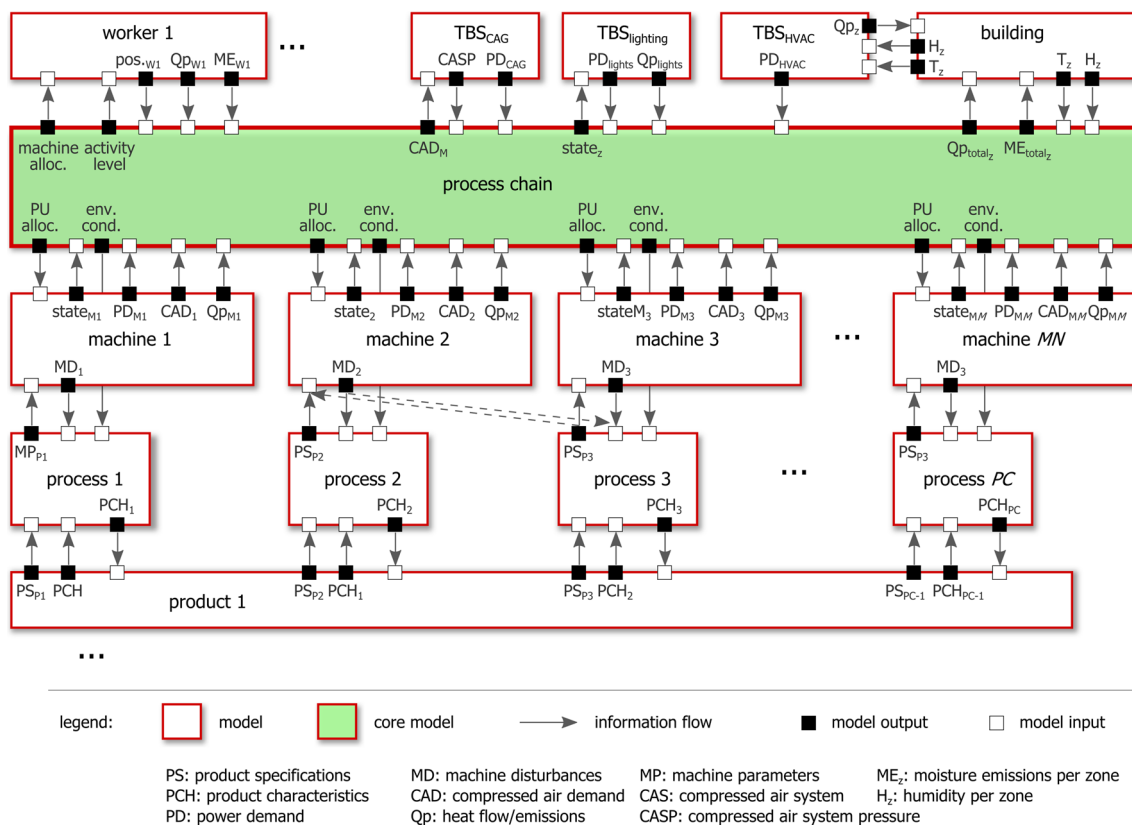 worker 1
...
TBSCAG
TBSlighting
TBSHVAC
Qpz
building
Hz
Tz
pos.W1 QpW1 MEW1
CASP PDCAG
PDlights Qplights
PDHVAC
Tz Hz
machine alloc.
activity level
CADM
statez
Qptotalz MEtotalz
process chain
PU alloc. env. cond.
PU alloc. env. cond.
PU alloc. env. cond.
PU alloc. env. cond.
stateM1 PDM1 CAD1 QpM1
state2 PDM2 CAD2 QpM2
stateM3 PDM3 CAD3 QpM3
stateMM PDMM CADMM QpMM
machine 1
machine 2
machine 3
...
machine MN
MD1
MD2
MD3
MD3
MPP1
PSP2
PSP3
PSP3
process 1
process 2
process 3
...
process PC
PCH1
PCH2
PCH3
PCHPC
PSP1 PCH
PSP2 PCH1
PSP3 PCH2
PSPC-1 PCHPC-1
product 1
...
legend: model core model information flow model output model input
PS: product specifications MD: machine disturbances MP: machine parameters MEz: moisture emissions per zone
PCH: product characteristics CAD: compressed air demand CAS: compressed air system Hz: humidity per zone
PD: power demand Qp: heat flow/emissions CASP: compressed air system pressure